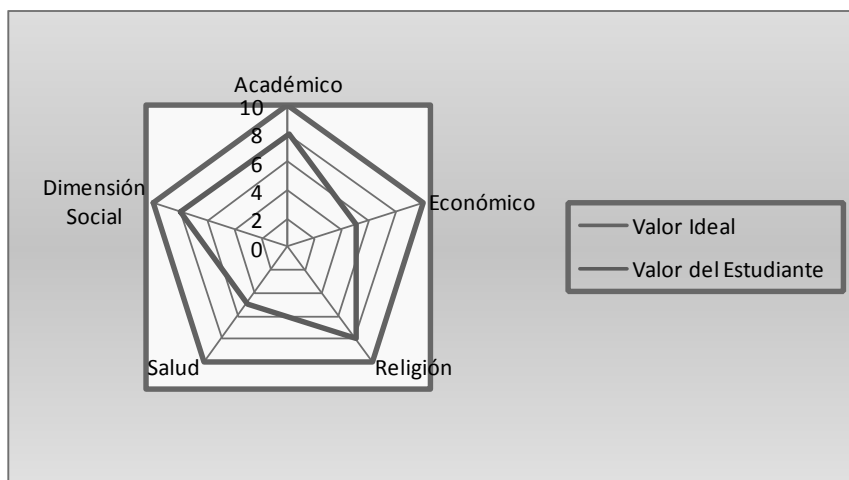 Académico
10
8
6
4
2
0
Dimensión
Social
Económico
Salud
Religión
Valor Ideal
Valor del Estudiante